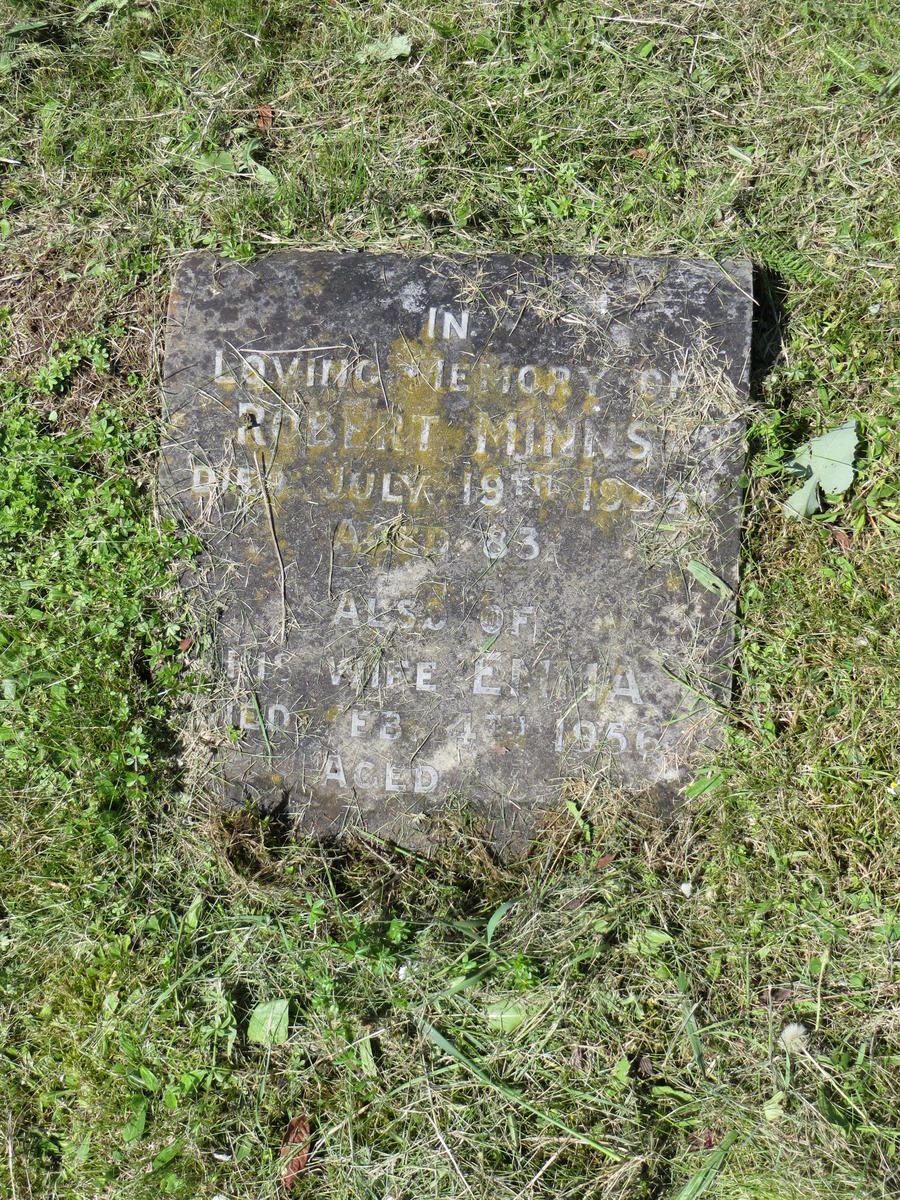 IN
LOVING MEMORY OF
ROBERT MINNS
DIED JULY 19TH
AGED 83
ALSO OF
HIS WIFE EMMA
DIED FEB 4TH 1956
AGED